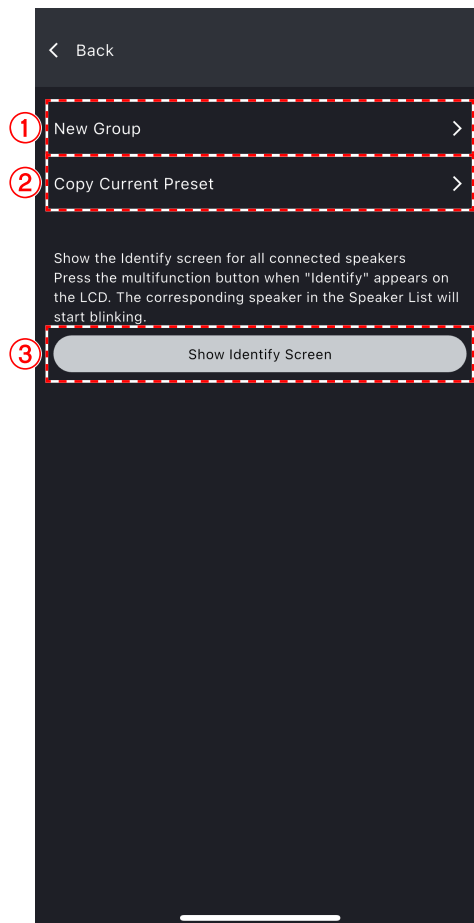 Back
① New Group
② Copy Current Preset
Show the Identify screen for all connected speakers
Press the multifunction button when "Identify" appears on
the LCD. The corresponding speaker in the Speaker List will
start blinking.
③ Show Identify Screen